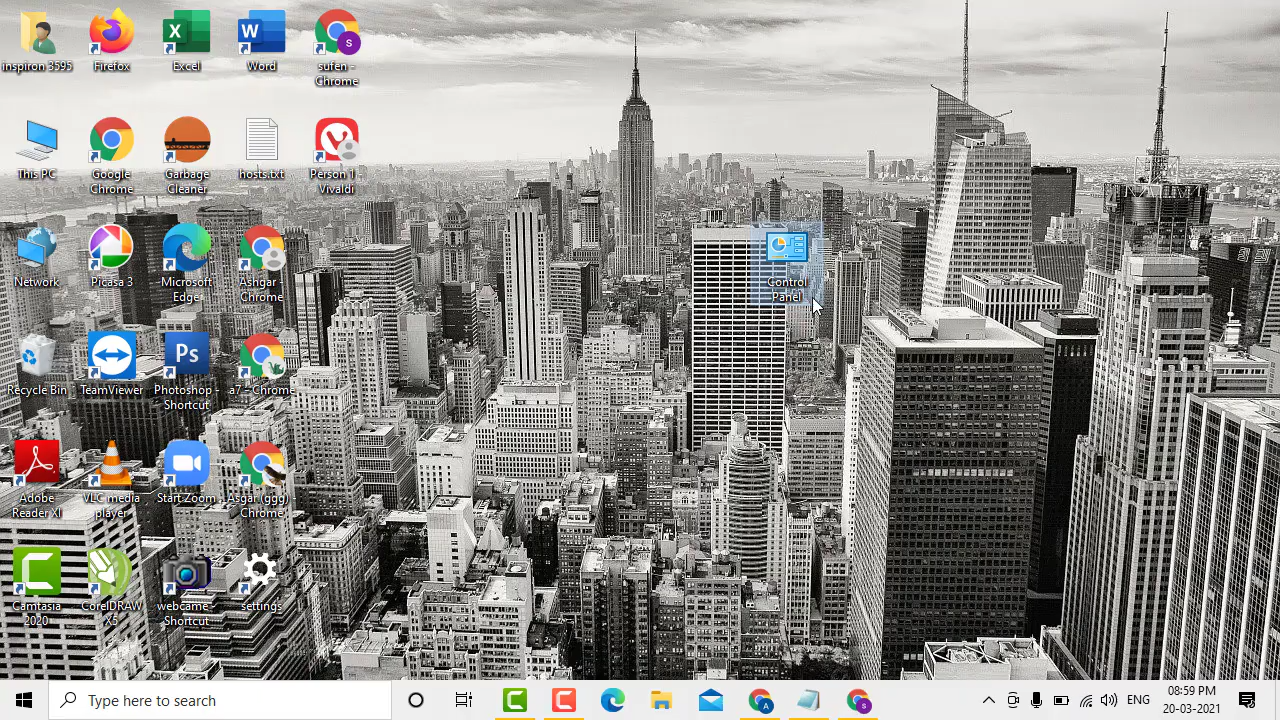 inspiron 3595
Firefox
Excel
Word
sufen -
Chrome
This PC
Google
Chrome
Garbage
Cleaner
hosts.txt
Person 1 -
Vivaldi
Network
Picasa 3
Microsoft
Edge
Ashgar -
Chrome
Control
Panel
Recycle Bin
TeamViewer
Photoshop -
Shortcut
a7 - Chrome
Adobe
Reader XI
VLC media
player
Start Zoom
Asgar (ggg) -
Chrome
Camtasia
2020
CorelDRAW
X5
webcame -
Shortcut
settings
Type here to search
ENG
08:59 PM
20-03-2021